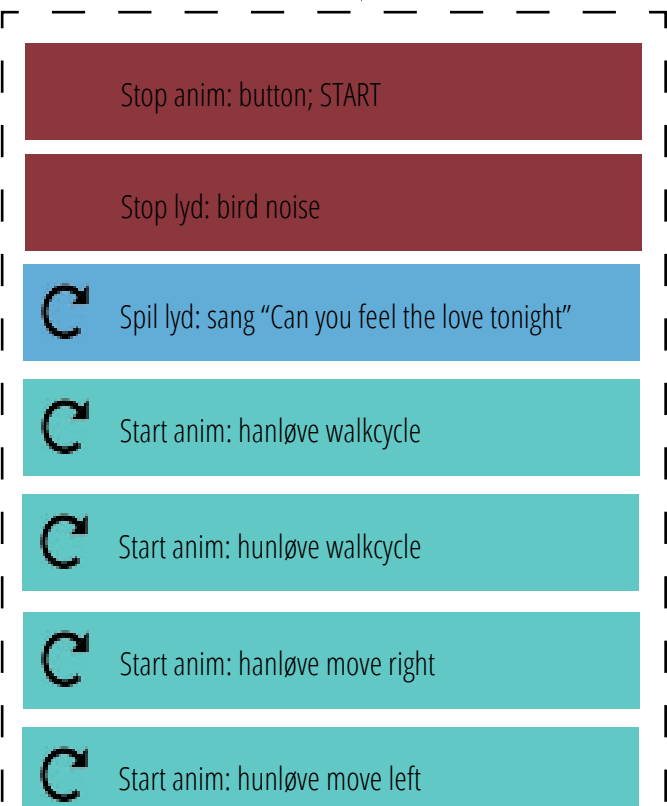 Stop anim: button; START
Stop lyd: bird noise
Spil lyd: sang “Can you feel the love tonight”
Start anim: hanløve walkcycle
Start anim: hunløve walkcycle
Start anim: hanløve move right
Start anim: hunløve move left